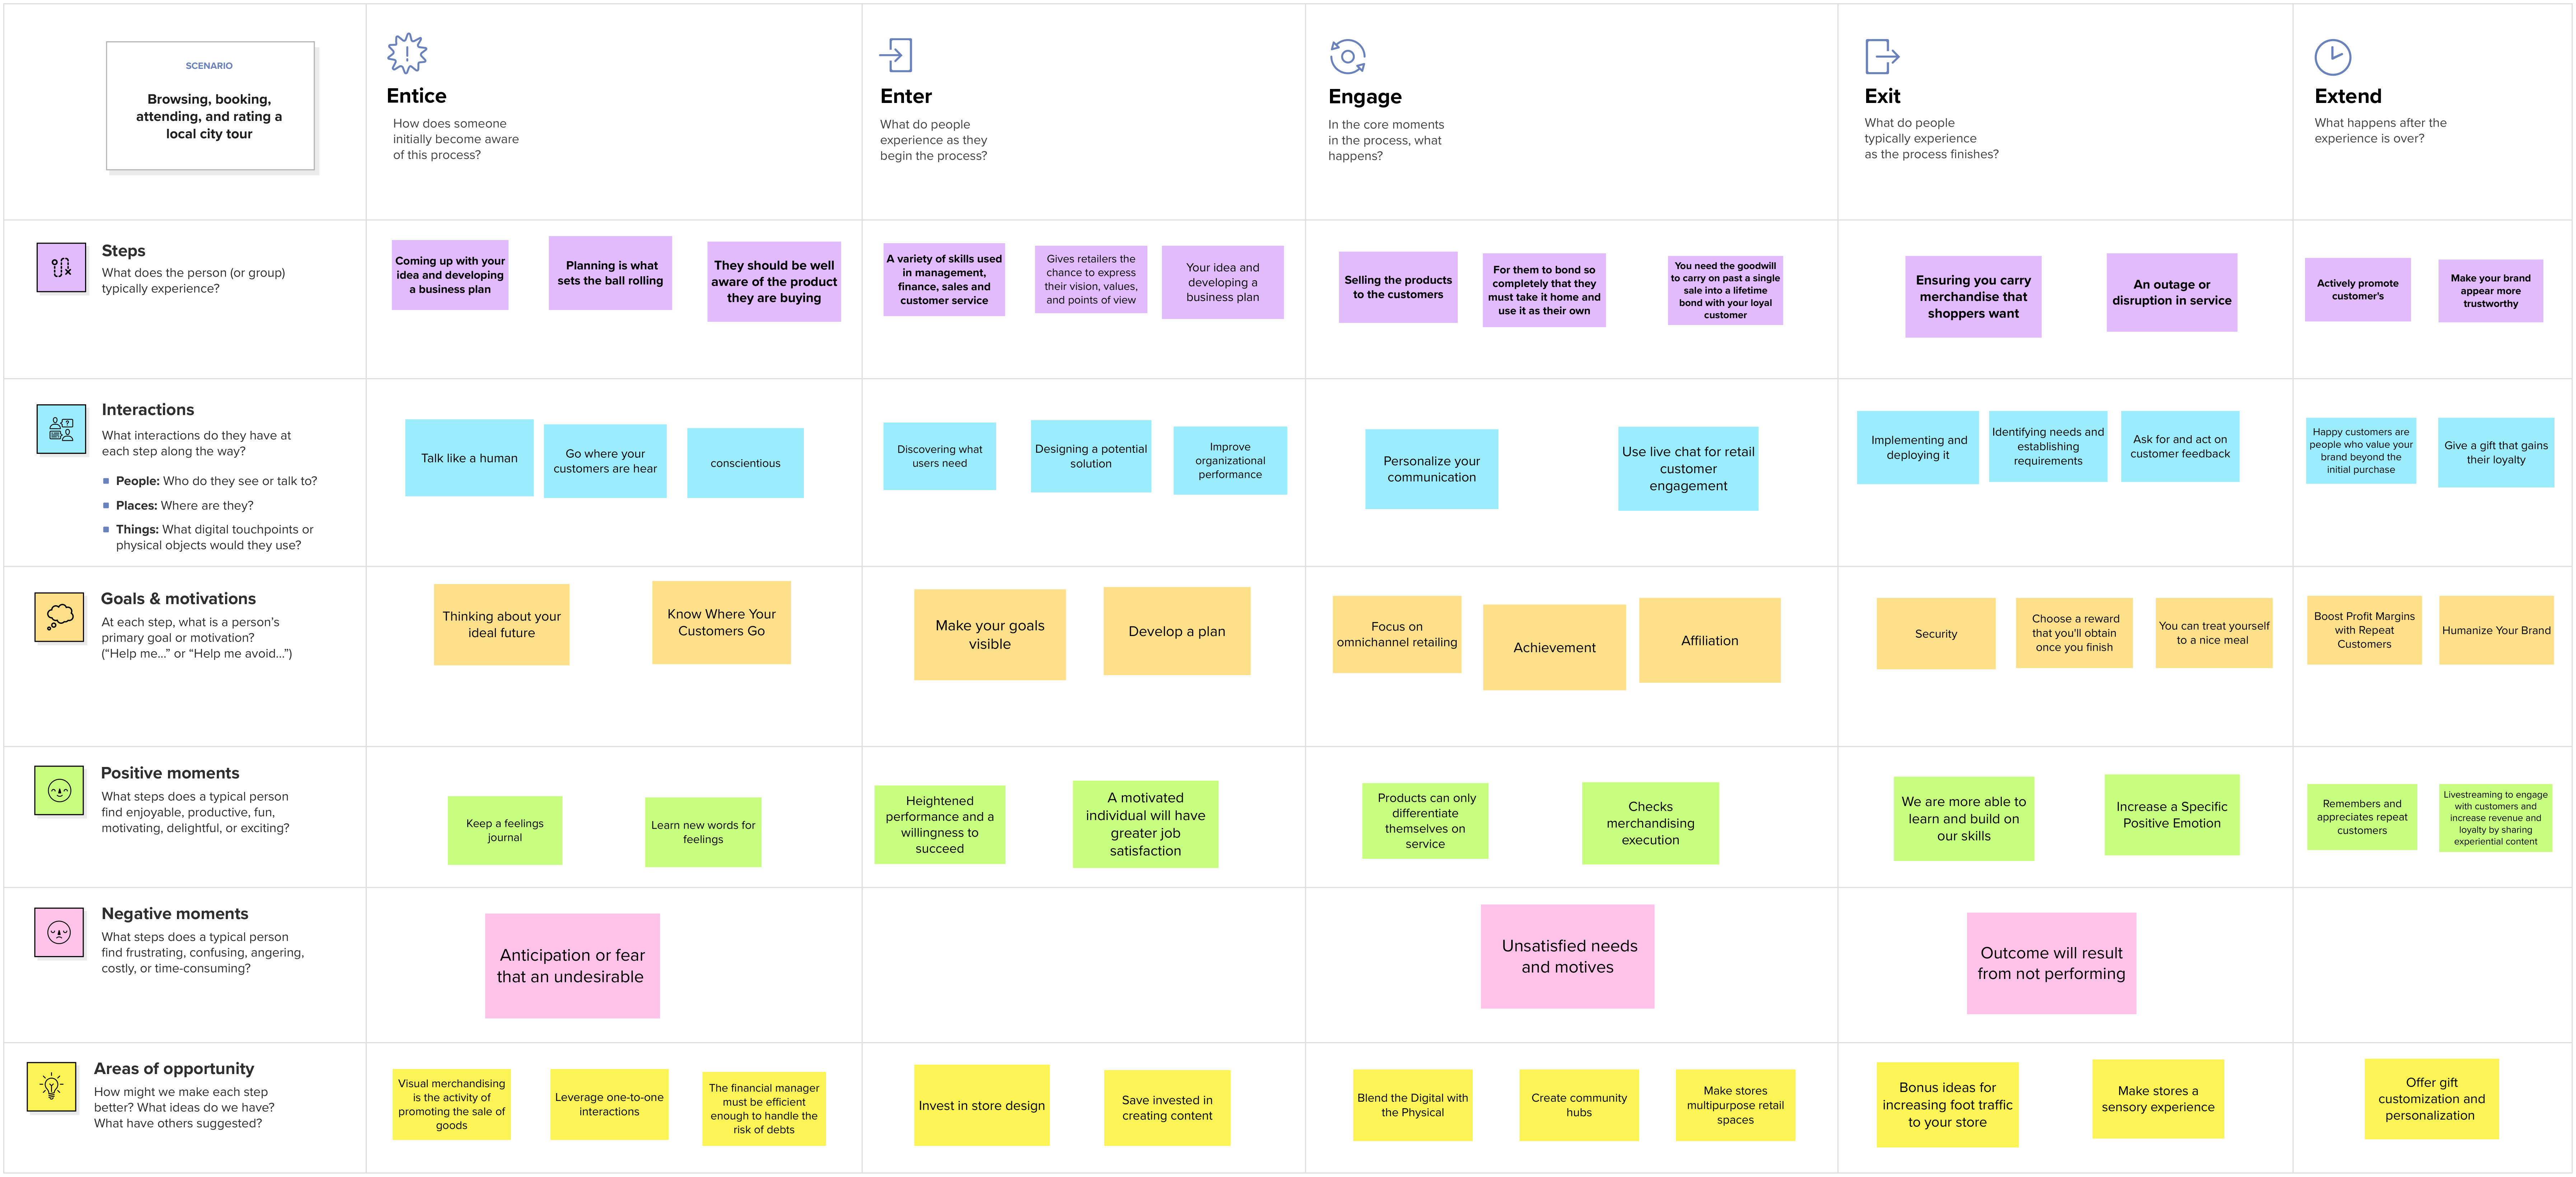 SCENARIO
Browsing, booking,
attending, and rating a
local city tour
Entice
How does someone
initially become aware
of this process?
Enter
What do people
experience as they
begin the process?
Engage
In the core moments
in the process, what
happens?
Exit
What do people
typically experience
as the process finishes?
Extend
What happens after the
experience is over?
Steps
What does the person (or group)
typically experience?
Coming up with your
idea and developing
a business plan
Planning is what
sets the ball rolling
They should be well
aware of the product
they are buying
A variety of skills used
in management,
finance, sales and
customer service
Gives retailers the
chance to express
their vision, values,
and points of view
Your idea and
developing a
business plan
Selling the products
to the customers
For them to bond so
completely that they
must take it home and
use it as their own
You need the goodwill
to carry on past a single
sale into a lifetime
bond with your loyal
customer
Ensuring you carry
merchandise that
shoppers want
An outage or
disruption in service
Actively promote
customer's
Make your brand
appear more
trustworthy
Interactions
What interactions do they have at
each step along the way?
People: Who do they see or talk to?
Places: Where are they?
Things: What digital touchpoints or
physical objects would they use?
Talk like a human
Go where your
customers are hear
conscientious
Discovering what
users need
Designing a potential
solution
Improve
organizational
performance
Personalize your
communication
Use live chat for retail
customer
engagement
Implementing and
deploying it
Identifying needs and
establishing
requirements
Ask for and act on
customer feedback
Happy customers are
people who value your
brand beyond the
initial purchase
Give a gift that gains
their loyalty
Goals & motivations
At each step, what is a person's
primary goal or motivation?
("Help me..." or "Help me avoid...")
Thinking about your
ideal future
Know Where Your
Customers Go
Make your goals
visible
Develop a plan
Focus on
omnichannel retailing
Achievement
Affiliation
Security
Choose a reward
that you'll obtain
once you finish
You can treat yourself
to a nice meal
Boost Profit Margins
with Repeat
Customers
Humanize Your Brand
Positive moments
What steps does a typical person
find enjoyable, productive, fun,
motivating, delightful, or exciting?
Keep a feelings
journal
Learn new words for
feelings
Heightened
performance and a
willingness to
succeed
A motivated
individual will have
greater job
satisfaction
Products can only
differentiate
themselves on
service
Checks
merchandising
execution
We are more able to
learn and build on
our skills
Increase a Specific
Positive Emotion
Remembers and
appreciates repeat
customers
Livestreaming to engage
with customers and
increase revenue and
loyalty by sharing
experiential content
Negative moments
What steps does a typical person
find frustrating, confusing, angering,
costly, or time-consuming?
Anticipation or fear
that an undesirable
Unsatisfied needs
and motives
Outcome will result
from not performing
Areas of opportunity
How might we make each step
better? What ideas do we have?
What have others suggested?
Visual merchandising
is the activity of
promoting the sale of
goods
Leverage one-to-one
interactions
The financial manager
must be efficient
enough to handle the
risk of debts
Invest in store design
Save invested in
creating content
Blend the Digital with
the Physical
Create community
hubs
Make stores
multipurpose retail
spaces
Bonus ideas for
increasing foot traffic
to your store
Make stores a
sensory experience
Offer gift
customization and
personalization